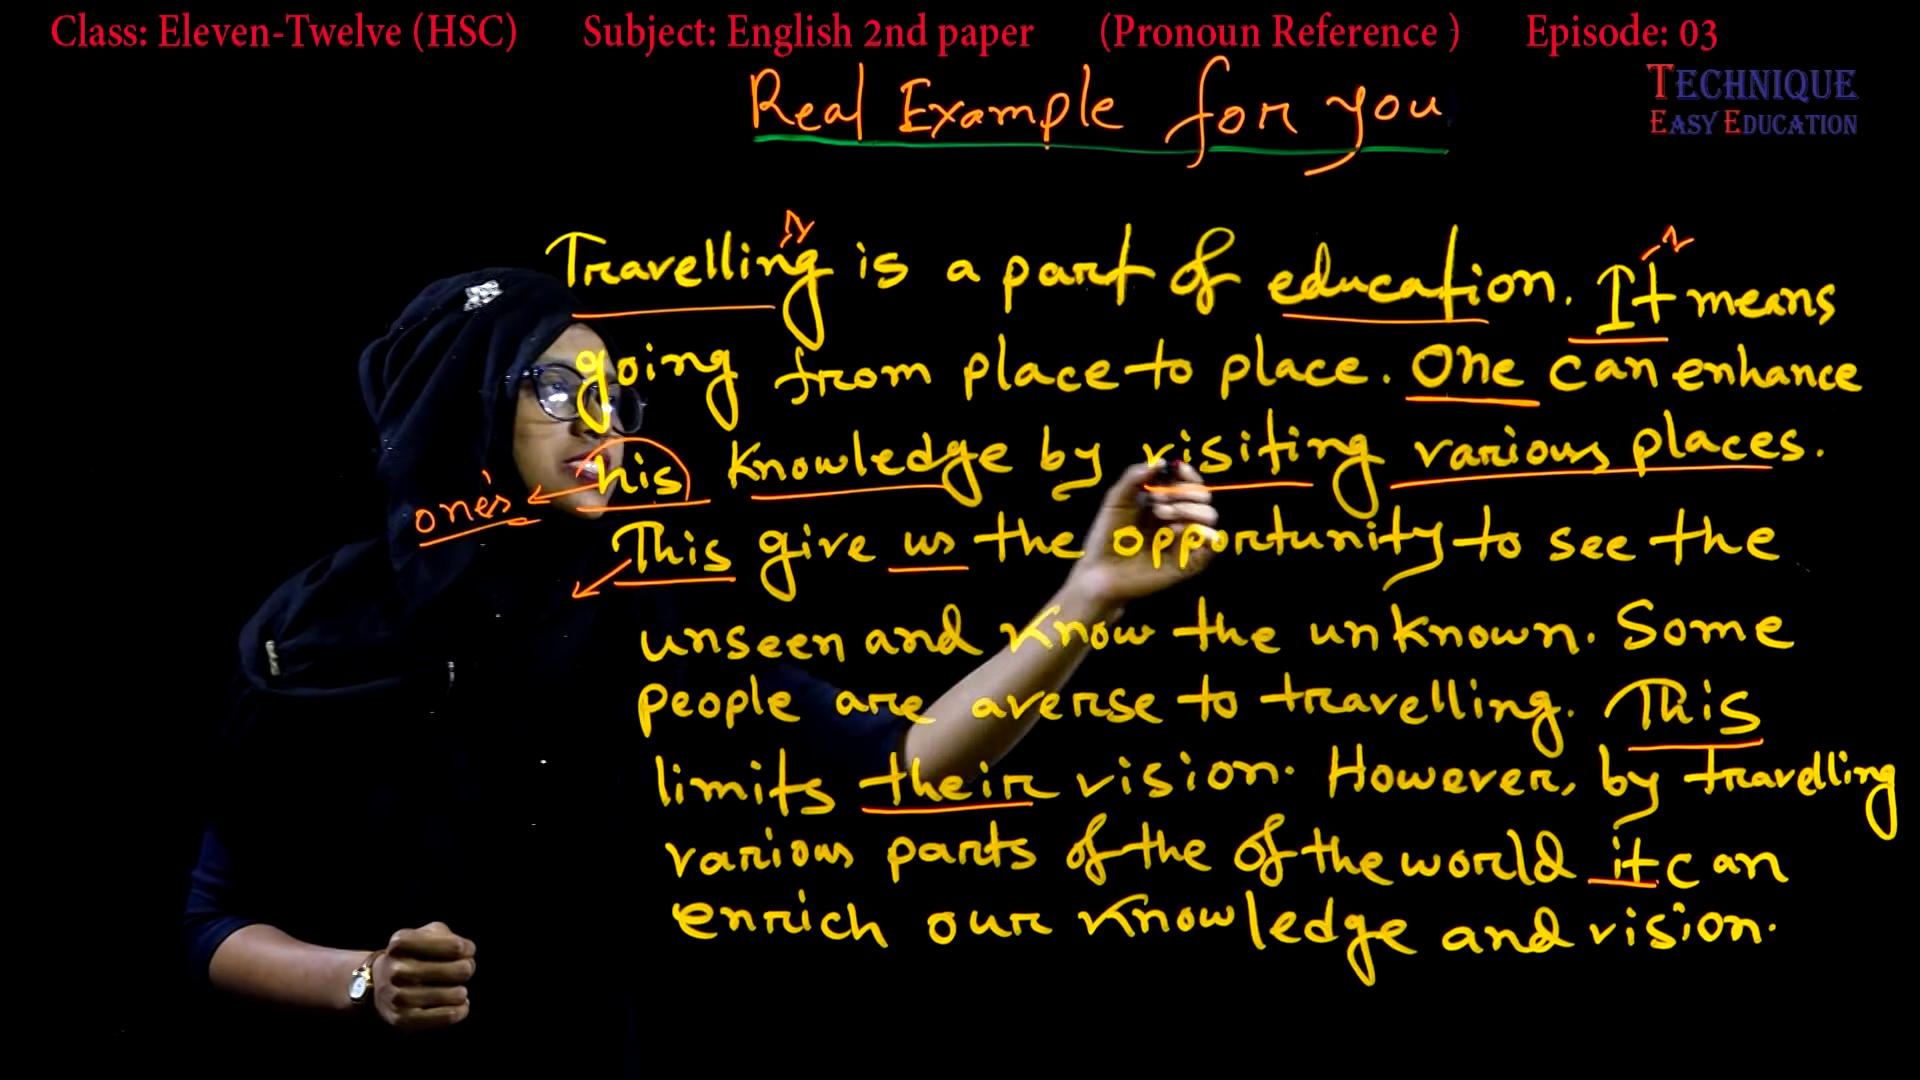 Class: Eleven-Twelve (HSC) Subject: English 2nd paper (Pronoun Reference ) Episode: 03
TECHNIQUE
EASY EDUCATION
Real Example for you
Travelling is a part of education. It means
going from place to place. One can enhance
his knowledge by visiting various places.
one's
This give us the opportunity to see the
unseen and know the unknown. Some
people are averse to travelling. This
limits their vision. However, by travelling
various parts of the of the world it can
enrich our knowledge and vision.